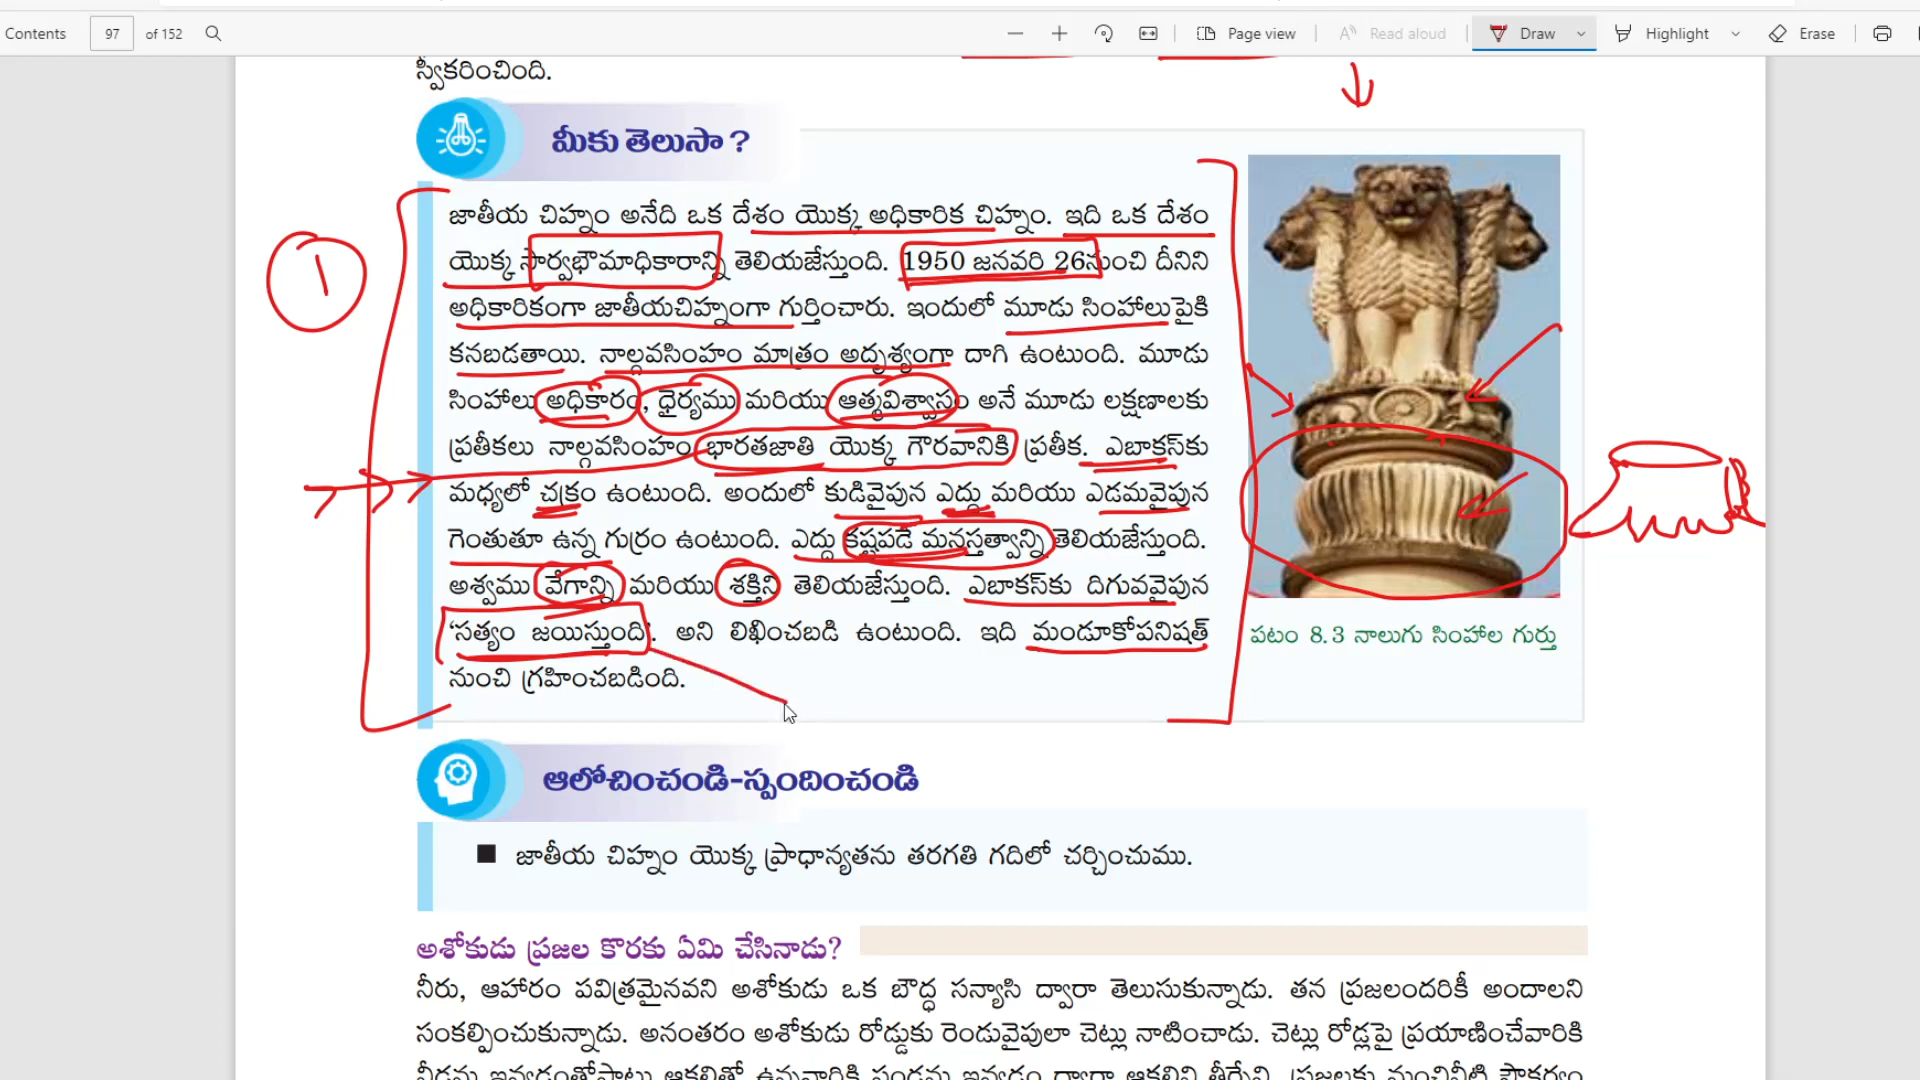 Contents 97 of 152 Page view Read aloud Draw Highlight Erase
స్వీకరించింది.
మీకు తెలుసా ?
జాతీయ చిహ్నం అనేది ఒక దేశం యొక్క అధికారిక చిహ్నం. ఇది ఒక దేశం
యొక్క సార్వభౌమాధికారాన్ని తెలియజేస్తుంది. 1950 జనవరి 26నుంచి దీనిని
1
అధికారికంగా జాతీయచిహ్నంగా గుర్తించారు. ఇందులో మూడు సింహాలుపైకి
కనబడతాయి. నాల్గవసింహం మాత్రం అదృశ్యంగా దాగి ఉంటుంది. మూడు
సింహాలు అధికారం, ధైర్యము మరియు ఆత్మవిశ్వాసం అనే మూడు లక్షణాలకు
ప్రతీకలు నాల్గవసింహం భారతజాతి యొక్క గౌరవానికి ప్రతీక. ఎబాకస్‌కు
మధ్యలో చక్రం ఉంటుంది. అందులో కుడివైపున ఎద్దు మరియు ఎడమవైపున
గెంతుతూ ఉన్న గుర్రం ఉంటుంది. ఎద్దు కష్టపడే మనస్తత్వాన్ని తెలియజేస్తుంది.
అశ్వము వేగాన్ని మరియు శక్తిని తెలియజేస్తుంది. ఎబాకస్‌కు దిగువవైపున
‘సత్యం జయిస్తుంది’. అని లిఖించబడి ఉంటుంది. ఇది మండూకోపనిషత్
నుంచి గ్రహించబడింది.
పటం 8.3 నాలుగు సింహాల గుర్తు
ఆలోచించండి-స్పందించండి
■ జాతీయ చిహ్నం యొక్క ప్రాధాన్యతను తరగతి గదిలో చర్చించుము.
అశోకుడు ప్రజల కొరకు ఏమి చేసినాడు?
నీరు, ఆహారం పవిత్రమైనవని అశోకుడు ఒక బౌద్ధ సన్యాసి ద్వారా తెలుసుకున్నాడు. తన ప్రజలందరికీ అందాలని
సంకల్పించుకున్నాడు. అనంతరం అశోకుడు రోడ్డుకు రెండువైపులా చెట్లు నాటించాడు. చెట్లు రోడ్లపై ప్రయాణించేవారికి